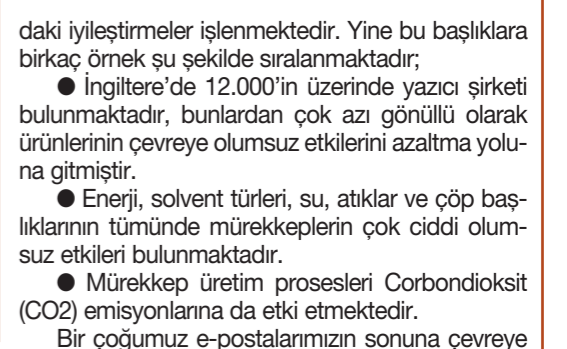 daki iyileştirmeler işlenmektedir. Yine bu başlıklara
birkaç örnek şu şekilde sıralanmaktadır;
● İngiltere’de 12.000’in üzerinde yazıcı şirketi
bulunmaktadır, bunlardan çok azı gönüllü olarak
ürünlerinin çevreye olumsuz etkilerini azaltma yolu-
na gitmiştir.
● Enerji, solvent türleri, su, atıklar ve çöp baş-
lıklarının tümünde mürekkeplerin çok ciddi olum-
suz etkileri bulunmaktadır.
● Mürekkep üretim prosesleri Corbondioksit
(CO2) emisyonlarına da etki etmektedir.
Bir çoğumuz e-postalarımızın sonuna çevreye